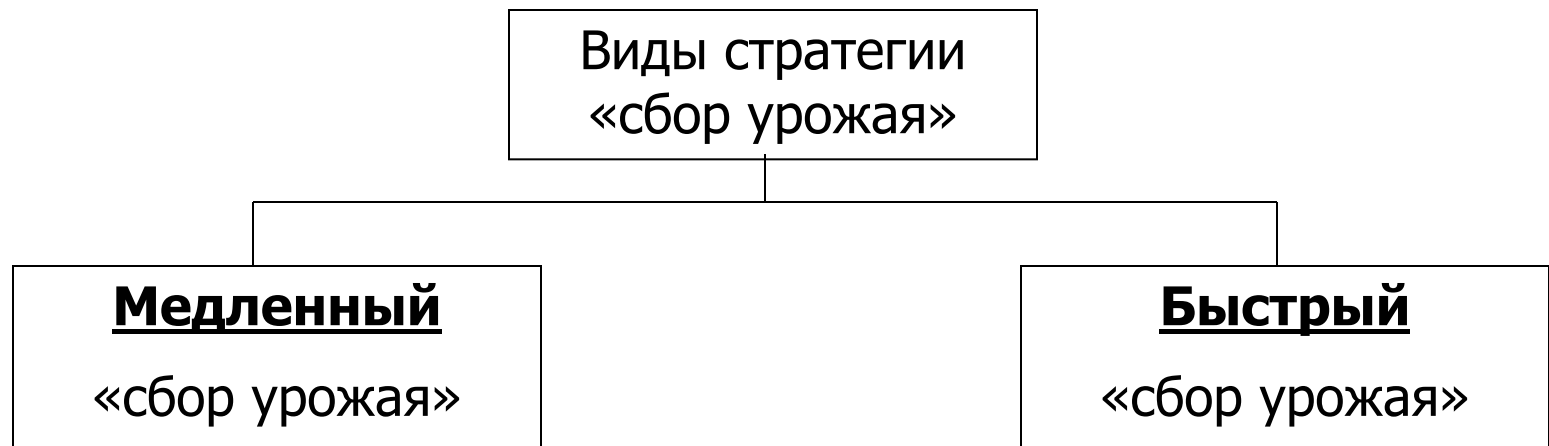 Виды стратегии
«сбор урожая»
Медленный
«сбор урожая»
Быстрый
«сбор урожая»